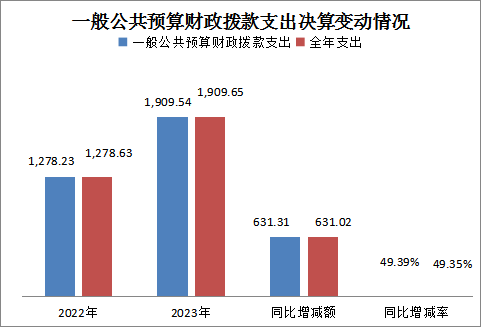 一般公共预算财政拨款支出决算变动情况
一般公共预算财政拨款支出 全年支出
1,909.54 1,909.65
1,278.23 1,278.63
631.31 631.02
49.39% 49.35%
2022年 2023年 同比增减额 同比增减率